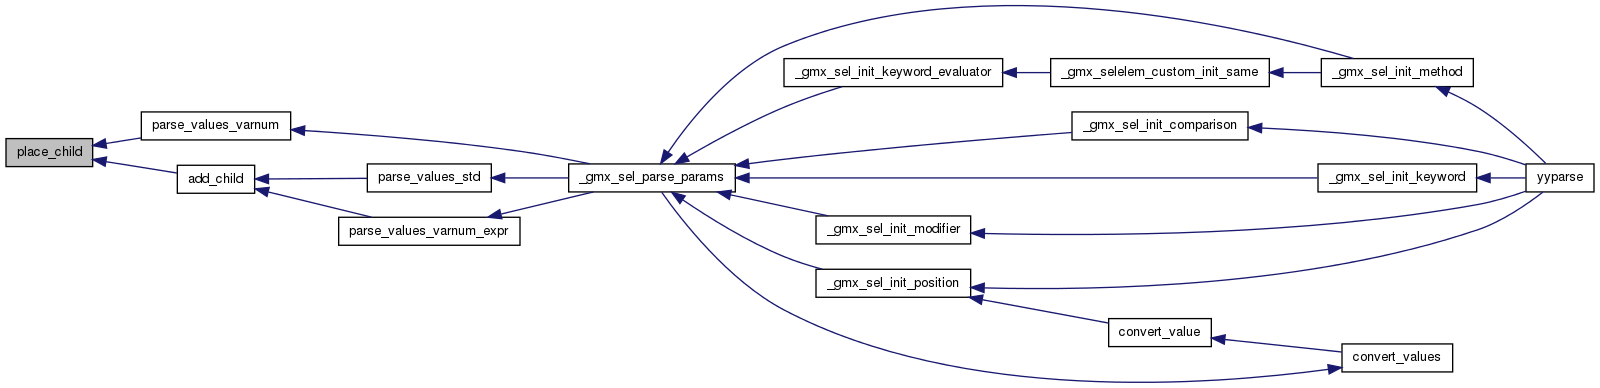 place_child
parse_values_varnum
add_child
parse_values_std
parse_values_varnum_expr
_gmx_sel_parse_params
_gmx_sel_init_keyword_evaluator
_gmx_selelem_custom_init_same
_gmx_sel_init_method
_gmx_sel_init_comparison
_gmx_sel_init_keyword
yyparse
_gmx_sel_init_modifier
_gmx_sel_init_position
convert_value
convert_values